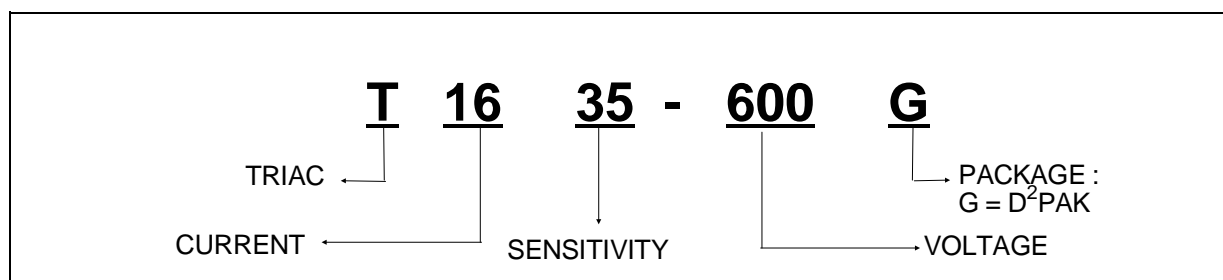 T 16 35 - 600 G
TRIAC
PACKAGE :
G = D²PAK
CURRENT
SENSITIVITY
VOLTAGE